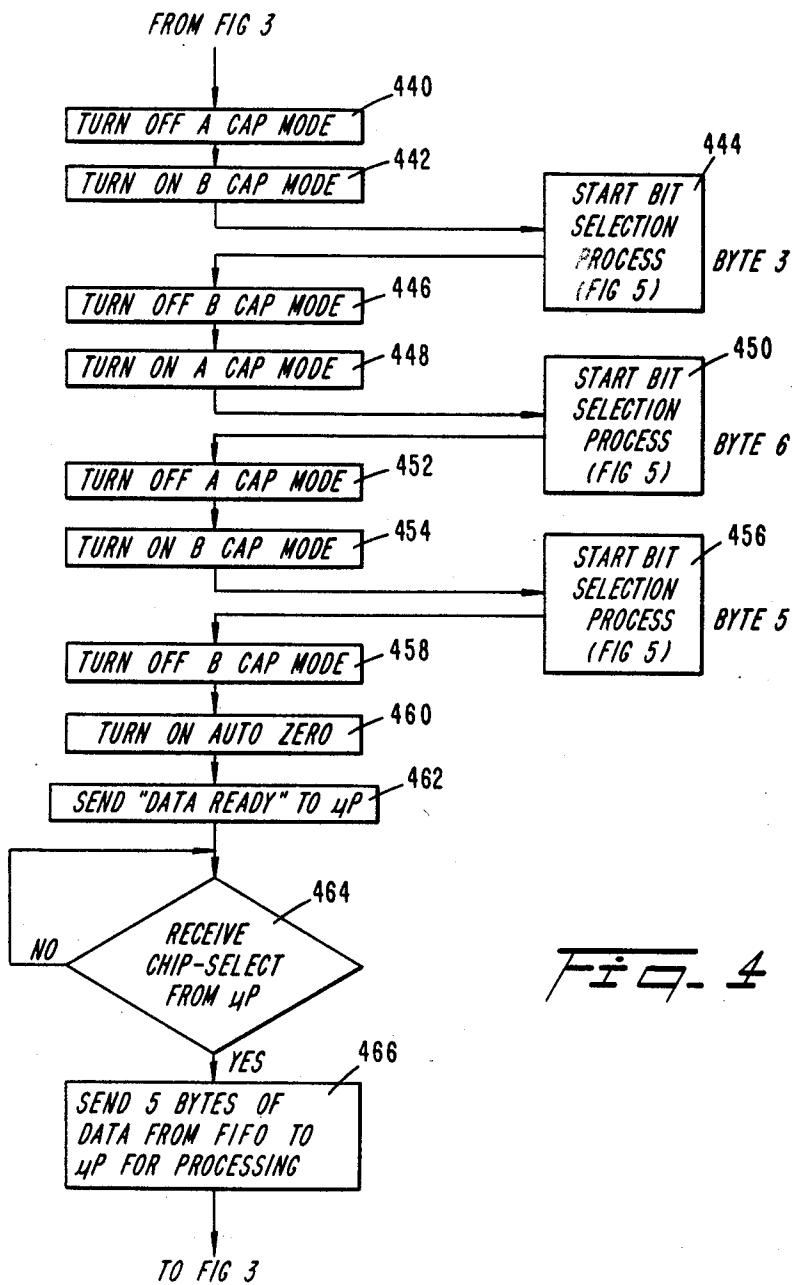 FROM FIG 3
440
TURN OFF A CAP MODE
442
TURN ON B CAP MODE
444
START BIT
SELECTION
PROCESS
(FIG 5)
BYTE 3
446
TURN OFF B CAP MODE
448
TURN ON A CAP MODE
450
START BIT
SELECTION
PROCESS
(FIG 5)
BYTE 6
452
TURN OFF A CAP MODE
454
TURN ON B CAP MODE
456
START BIT
SELECTION
PROCESS
(FIG 5)
BYTE 5
458
TURN OFF B CAP MODE
460
TURN ON AUTO ZERO
462
SEND "DATA READY" TO μP
464
RECEIVE
CHIP-SELECT
FROM μP
NO
YES
466
SEND 5 BYTES OF
DATA FROM FIFO TO
μP FOR PROCESSING
TO FIG 3
Fig. 4